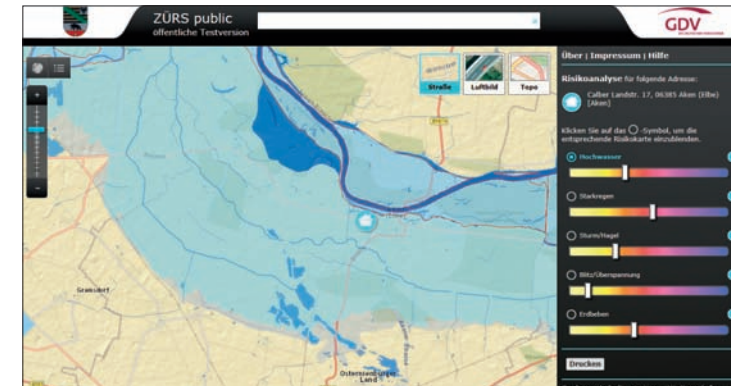 ZÜRS public
öffentliche Testversion
GDV
Straße
Luftbild
Topo
Über | Impressum | Hilfe
Risikoanalyse für folgende Adresse:
Calber Landstr. 17, 06385 Aken (Elbe)
[Aken]
Klicken Sie auf das -Symbol, um die
entsprechende Risikokarte einzublenden.
Hochwasser
Starkregen
Sturm/Hagel
Blitz/Überspannung
Erdbeben
Drucken
Osternienburger
Land